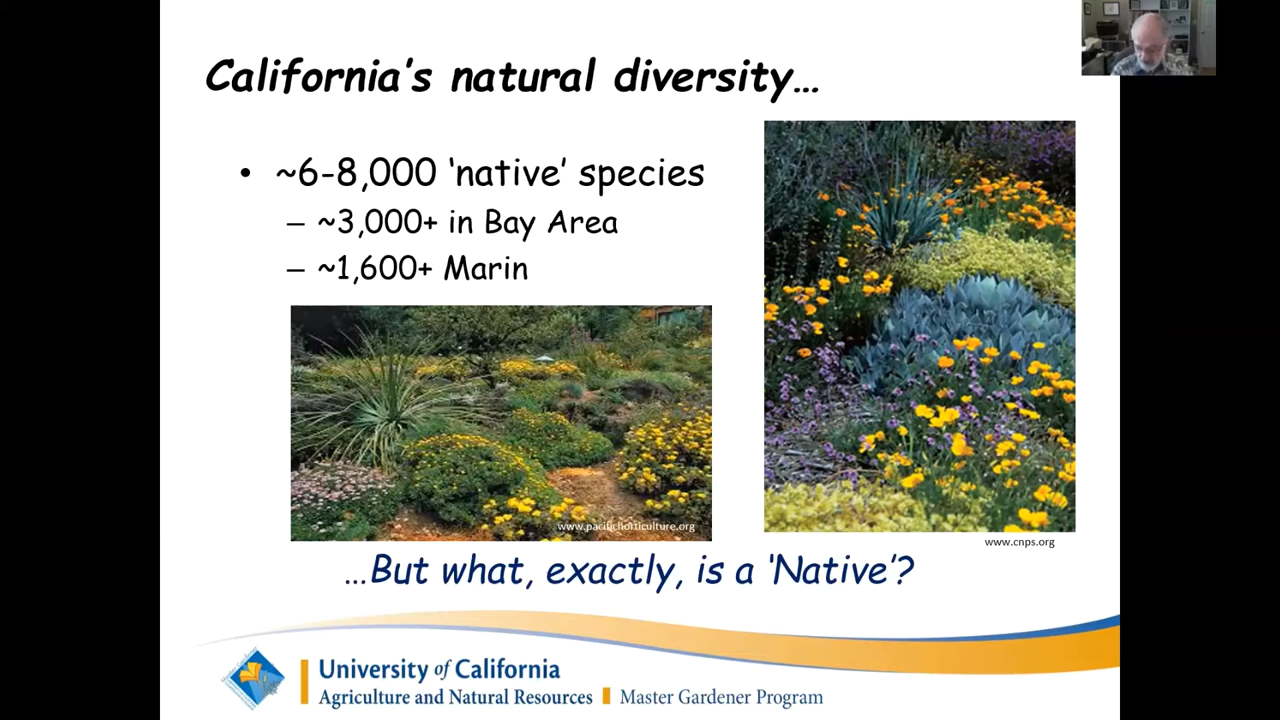 California's natural diversity…
• ~6-8,000 'native' species
– ~3,000+ in Bay Area
– ~1,600+ Marin
www.pacifichorticulture.org
www.cnps.org
…But what, exactly, is a 'Native'?
University of California
Agriculture and Natural Resources Master Gardener Program